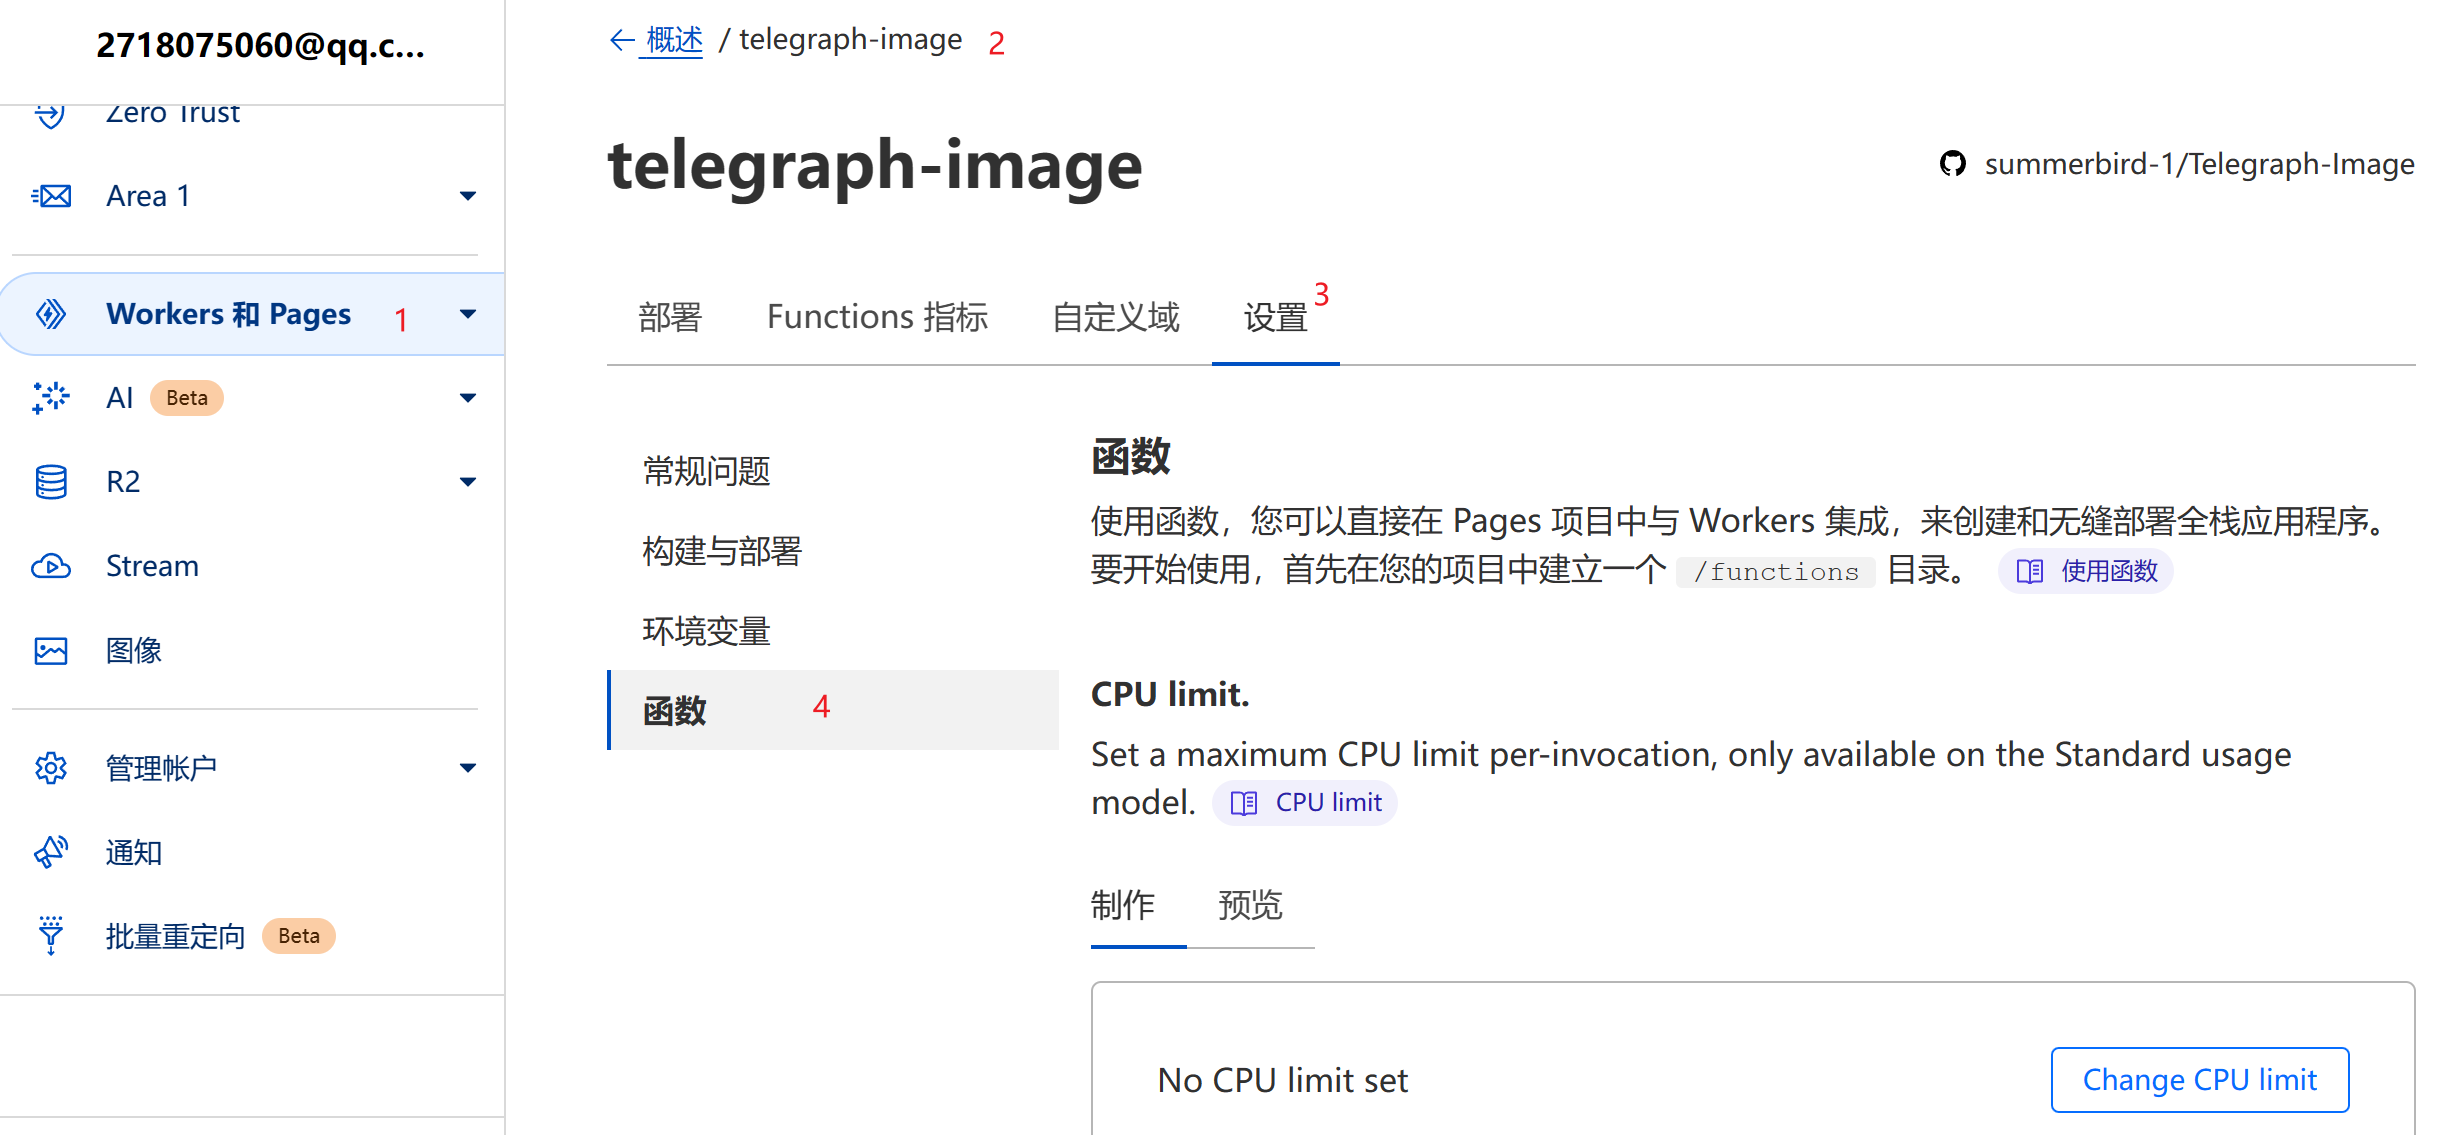 2718075060@qq.c...
Zero Trust
Area 1
Workers 和 Pages 1
AI Beta
R2
Stream
图像
管理帐户
通知
批量重定向 Beta
← 概述 / telegraph-image 2
telegraph-image
summerbird-1/Telegraph-Image
部署 Functions 指标 自定义域 设置 3
常规问题
构建与部署
环境变量
函数 4
函数
使用函数，您可以直接在 Pages 项目中与 Workers 集成，来创建和无缝部署全栈应用程序。
要开始使用，首先在您的项目中建立一个 /functions 目录。 使用函数
CPU limit.
Set a maximum CPU limit per-invocation, only available on the Standard usage
model. CPU limit
制作 预览
No CPU limit set Change CPU limit